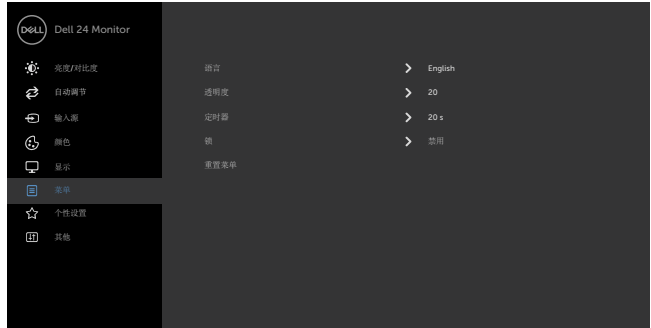 DELL Dell 24 Monitor
亮度/对比度
自动调节
输入源
颜色
显示
菜单
个性设置
其他
语言 English
透明度 20
定时器 20 s
锁 禁用
重置菜单